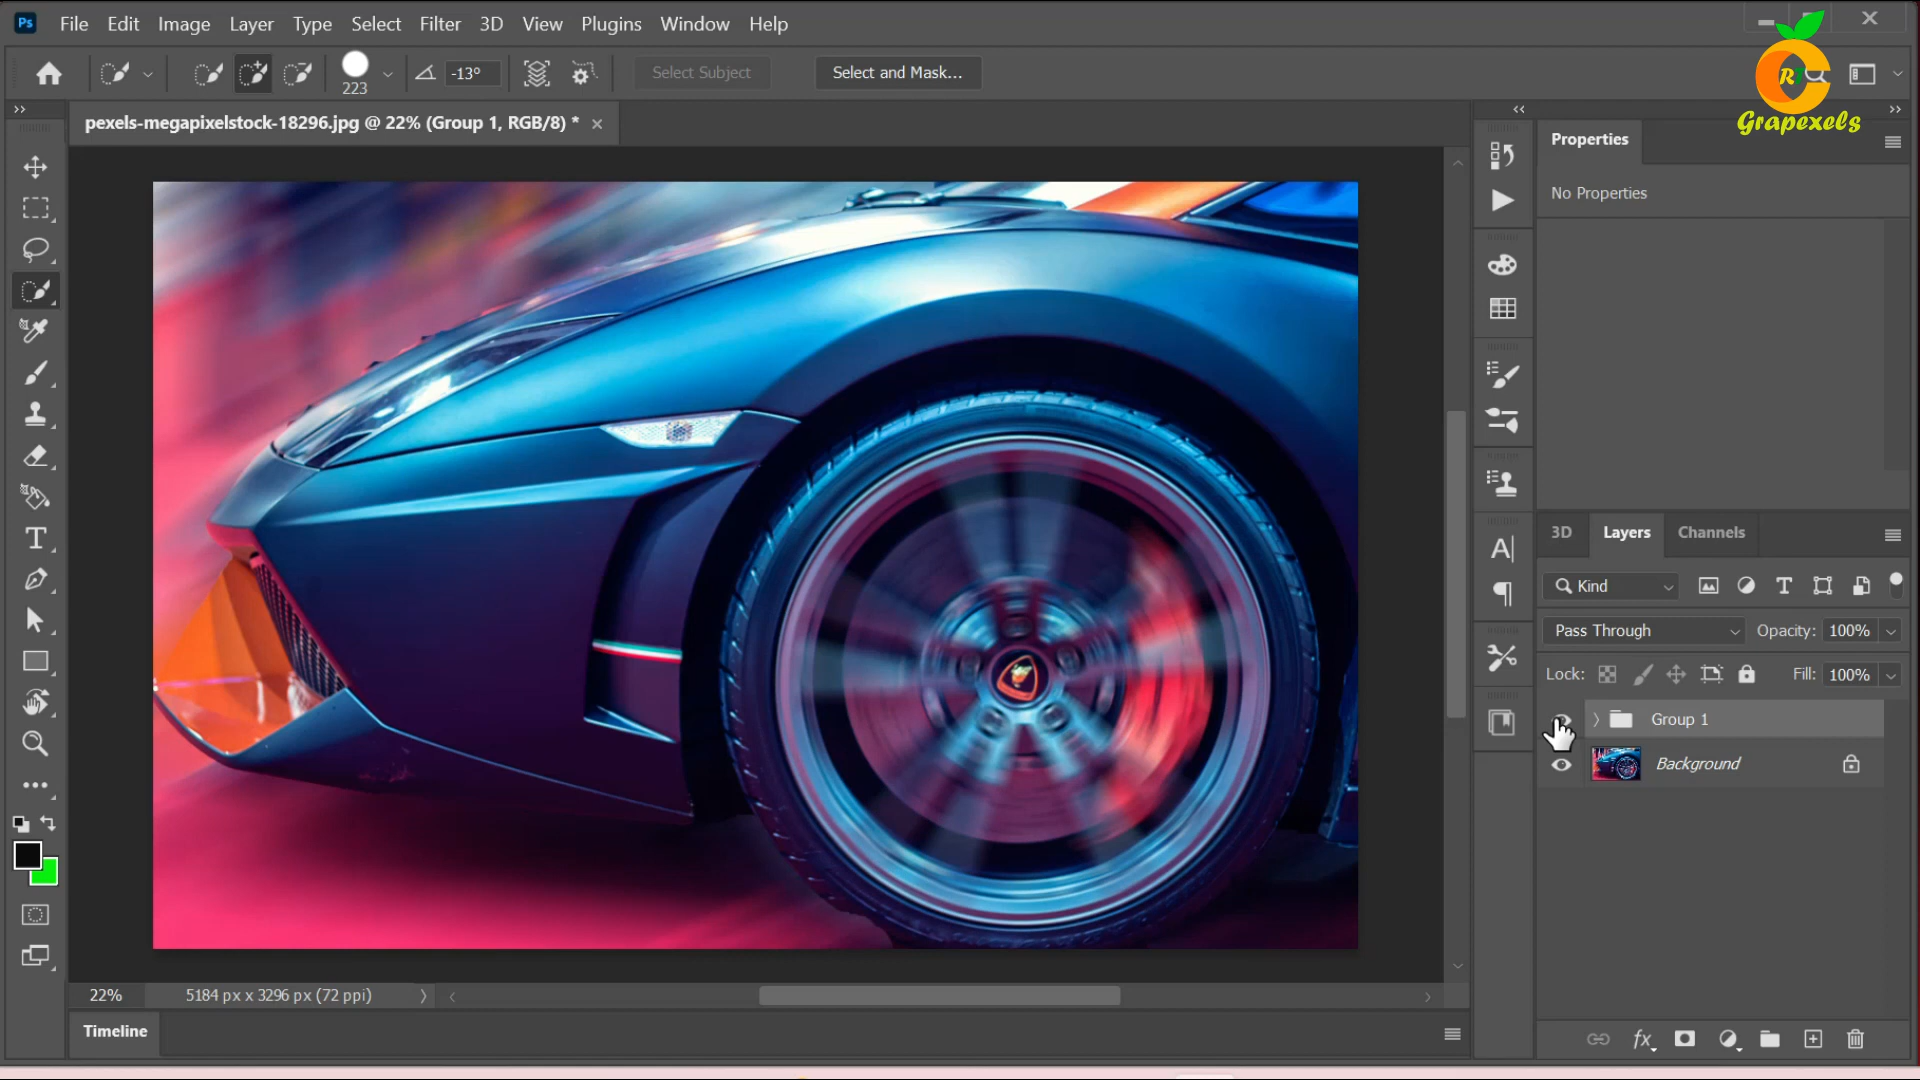 Ps File Edit Image Layer Type Select Filter 3D View Plugins Window Help
223 -13° Select Subject Select and Mask... RT
Grapexels
pexels-megapixelstock-18296.jpg @ 22% (Group 1, RGB/8) *
Properties
No Properties
3D Layers Channels
Kind
Pass Through Opacity: 100%
Lock: Fill: 100%
Group 1
Background
22% 5184 px x 3296 px (72 ppi)
Timeline